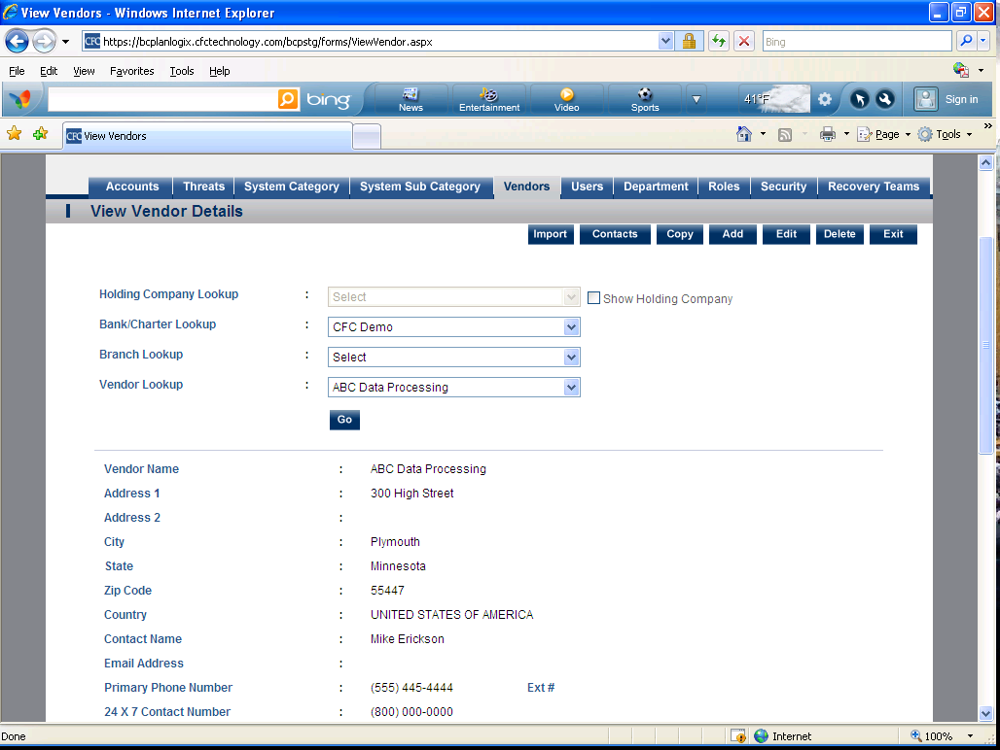 View Vendors - Windows Internet Explorer
CFC https://bcplanlogix.cfctechnology.com/bcpstg/forms/ViewVendor.aspx Bing
File Edit View Favorites Tools Help
bing News Entertainment Video Sports 41°F Sign in
CFC View Vendors Page Tools »
Accounts Threats System Category System Sub Category Vendors Users Department Roles Security Recovery Teams
View Vendor Details
Import Contacts Copy Add Edit Delete Exit
Holding Company Lookup : Select Show Holding Company
Bank/Charter Lookup : CFC Demo
Branch Lookup : Select
Vendor Lookup : ABC Data Processing
Go
Vendor Name : ABC Data Processing
Address 1 : 300 High Street
Address 2 :
City : Plymouth
State : Minnesota
Zip Code : 55447
Country : UNITED STATES OF AMERICA
Contact Name : Mike Erickson
Email Address :
Primary Phone Number : (555) 445-4444 Ext #
24 X 7 Contact Number : (800) 000-0000
Done Internet 100%